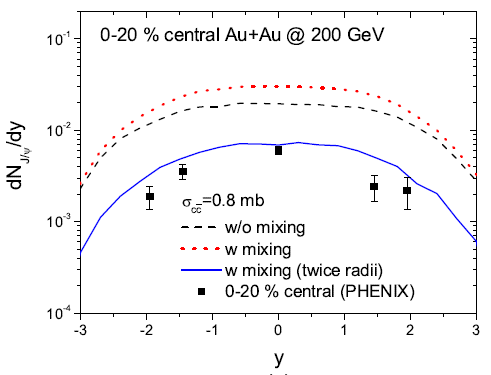 0-20 % central Au+Au @ 200 GeV
10⁻¹
10⁻²
10⁻³
10⁻⁴
dN_J/ψ/dy
σ_cc̄=0.8 mb
w/o mixing
w mixing
w mixing (twice radii)
0-20 % central (PHENIX)
-3 -2 -1 0 1 2 3
y